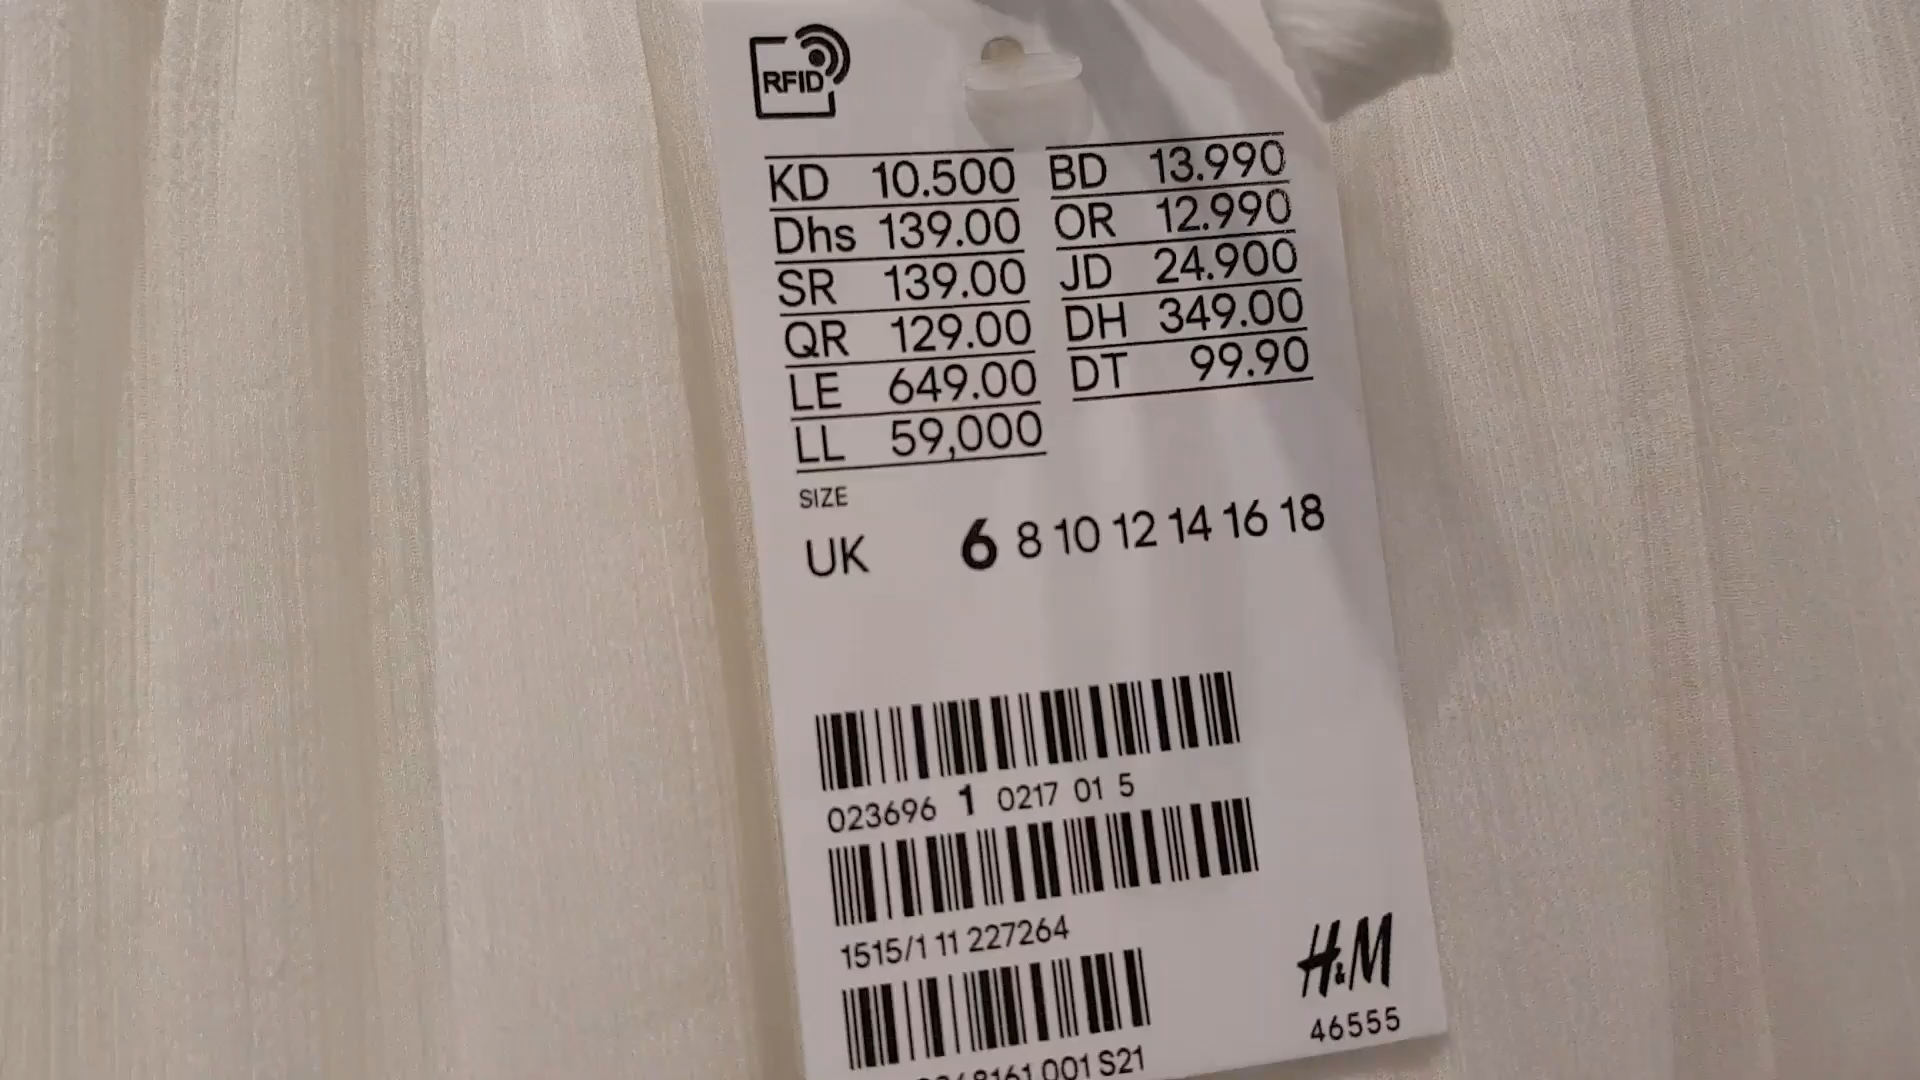 RFID
KD 10.500 BD 13.990
Dhs 139.00 OR 12.990
SR 139.00 JD 24.900
QR 129.00 DH 349.00
LE 649.00 DT 99.90
LL 59,000
SIZE
UK 6 8 10 12 14 16 18
023696 1 0217 01 5
1515/1 11 227264
H&M
46555
001 S21